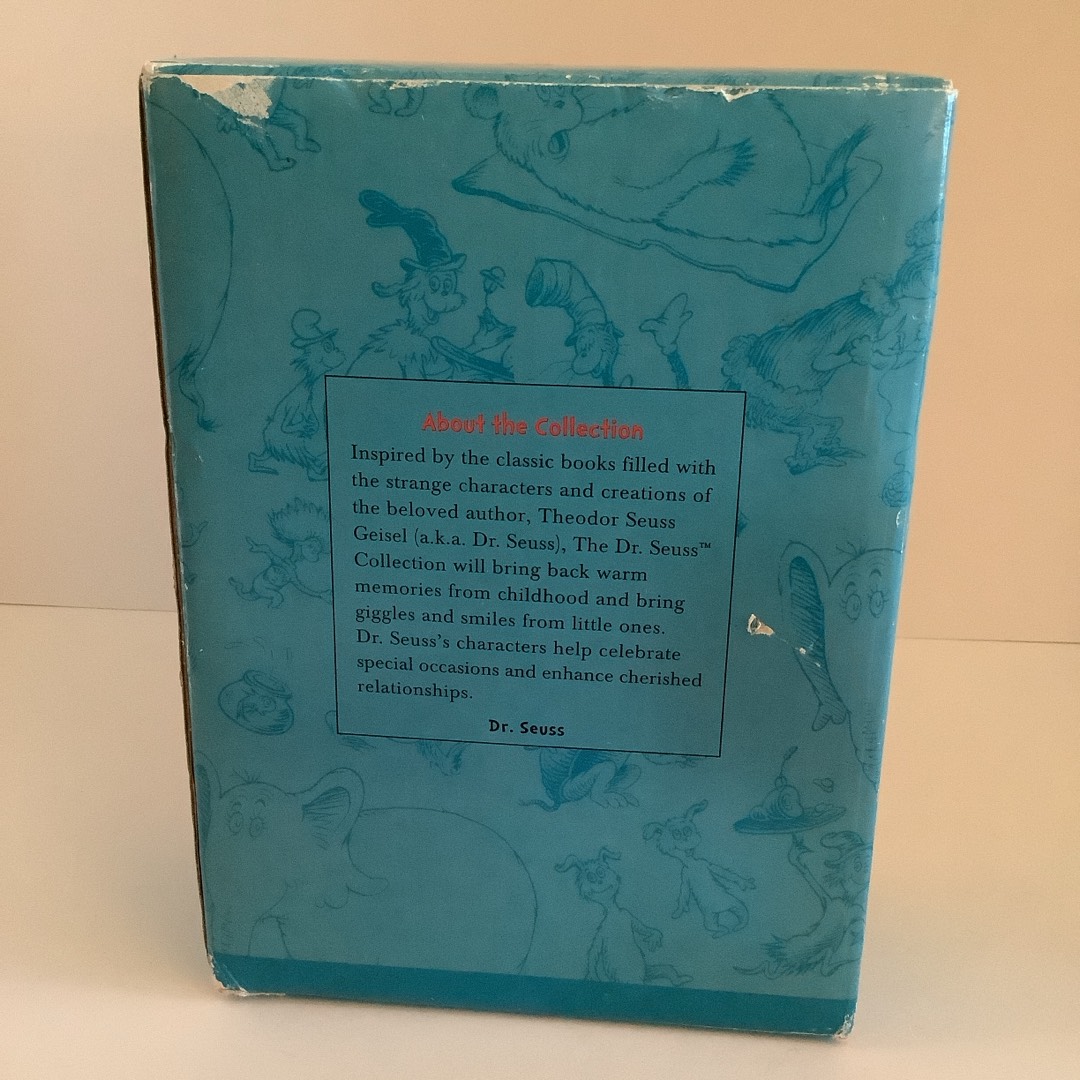 About the Collection
Inspired by the classic books filled with
the strange characters and creations of
the beloved author, Theodor Seuss
Geisel (a.k.a. Dr. Seuss), The Dr. Seuss™
Collection will bring back warm
memories from childhood and bring
giggles and smiles from little ones.
Dr. Seuss's characters help celebrate
special occasions and enhance cherished
relationships.
Dr. Seuss